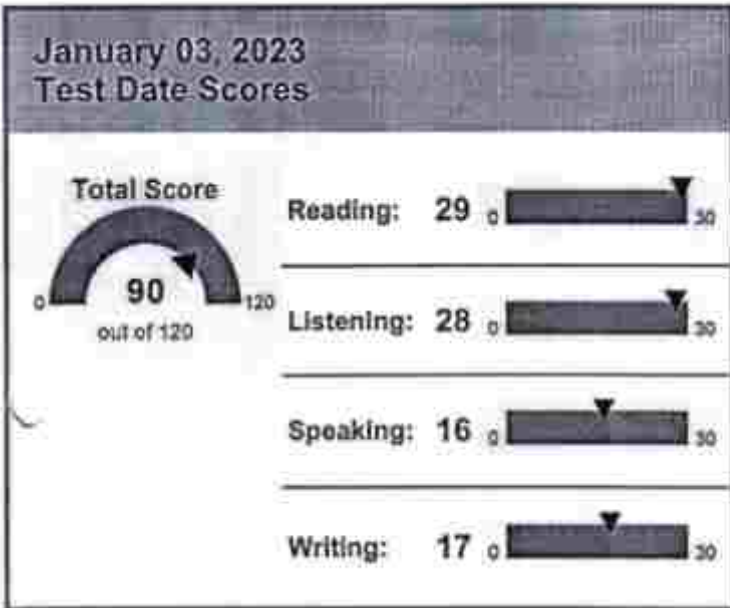 January 03, 2023
Test Date Scores
Total Score
0 90 120
out of 120
Reading: 29 0 30
Listening: 28 0 30
Speaking: 16 0 30
Writing: 17 0 30